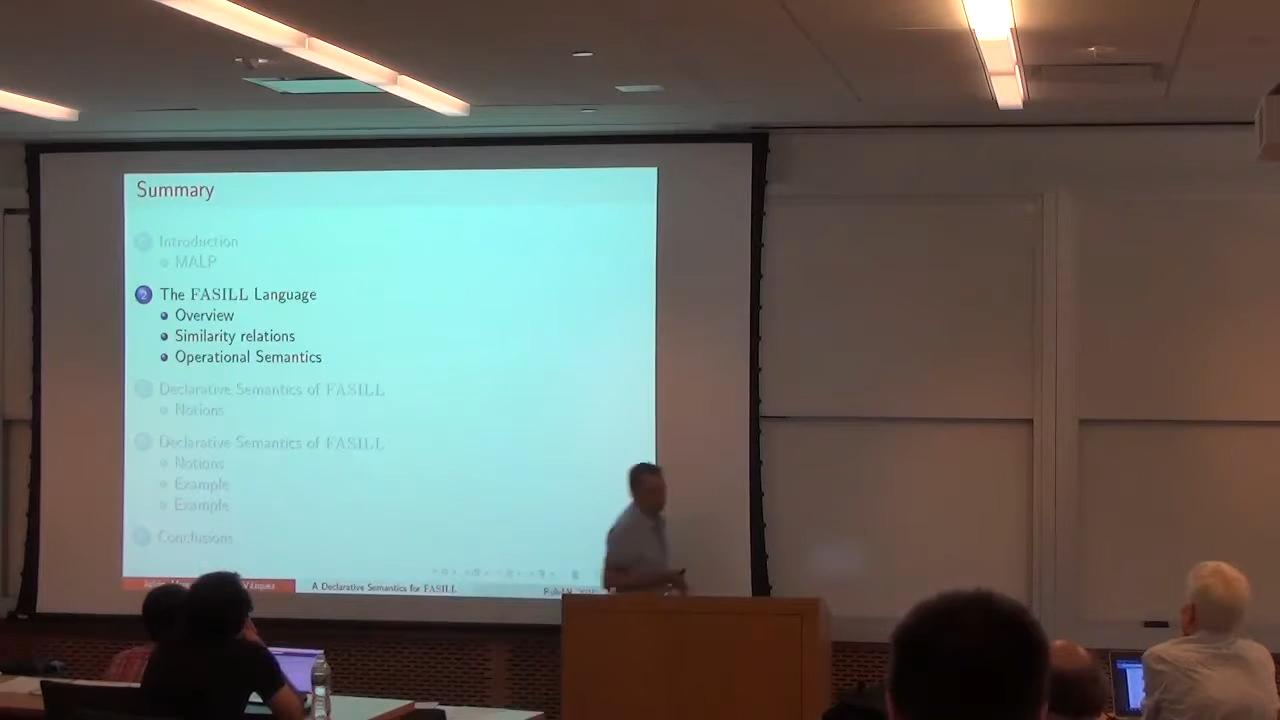 Summary
Introduction
MALP
2 The FASILL Language
Overview
Similarity relations
Operational Semantics
Declarative Semantics of FASILL
Notions
Declarative Semantics of FASILL
Notions
Example
Example
Conclusions
A Declarative Semantics for FASILL